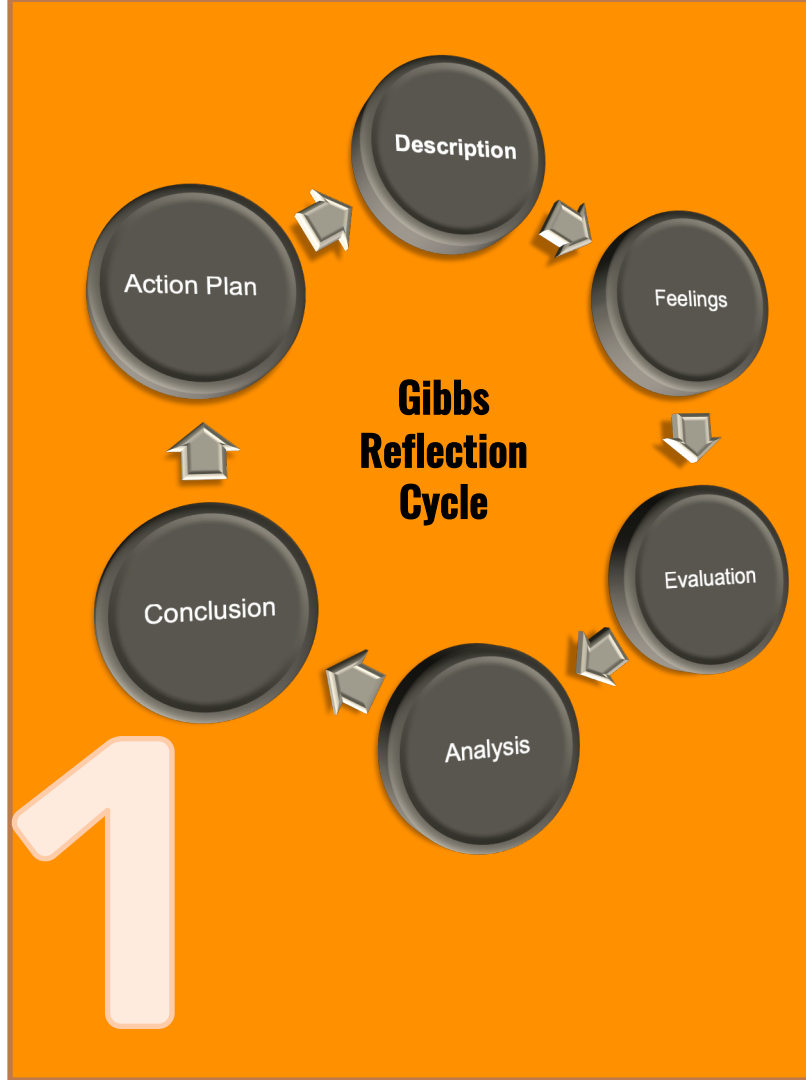 Description
Feelings
Evaluation
Analysis
Conclusion
Action Plan
Gibbs
Reflection
Cycle
1